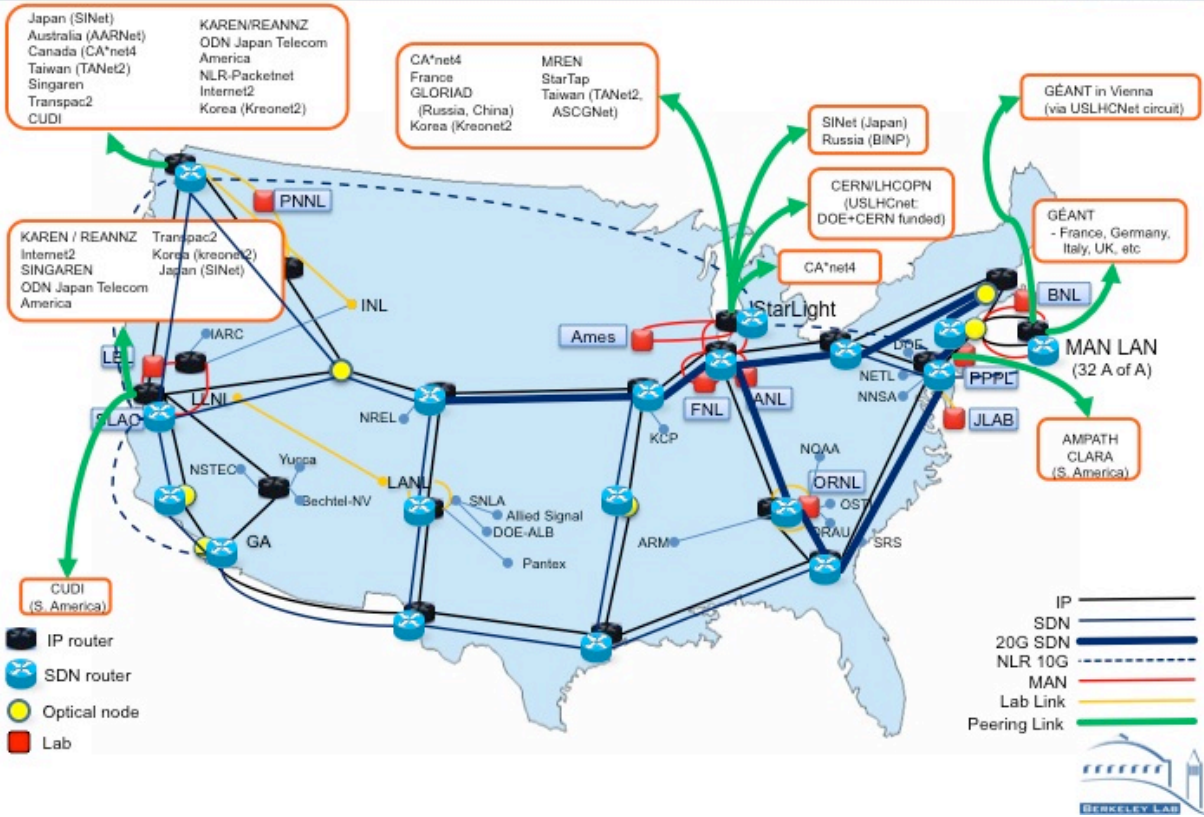 Japan (SINet)
Australia (AARNet)
Canada (CA*net4
Taiwan (TANet2)
Singaren
Transpac2
CUDI
KAREN/REANNZ
ODN Japan Telecom
America
NLR-Packetnet
Internet2
Korea (Kreonet2)
CA*net4
France
GLORIAD
(Russia, China)
Korea (Kreonet2
MREN
StarTap
Taiwan (TANet2,
ASCGNet)
SINet (Japan)
Russia (BINP)
GÉANT in Vienna
(via USLHCNet circuit)
CERN/LHCOPN
(USLHCnet:
DOE+CERN funded)
GÉANT
- France, Germany,
Italy, UK, etc
CA*net4
PNNL
KAREN / REANNZ
Internet2
SINGAREN
ODN Japan Telecom
America
Transpac2
Korea (kreonet2)
Japan (SINet)
INL
StarLight
BNL
Ames
IARC
MAN LAN
(32 A of A)
DOE
LBL
NETL
PPPL
NNSA
LLNL
FNL
ANL
SLAC
NREL
KCP
JLAB
AMPATH
CLARA
(S. America)
NOAA
Yucca
NSTEC
ORNL
LANL
Bechtel-NV
SNLA
OSTI
Allied Signal
DOE-ALB
ORAU
GA
ARM
SRS
Pantex
CUDI
(S. America)
IP router
SDN router
Optical node
Lab
IP
SDN
20G SDN
NLR 10G
MAN
Lab Link
Peering Link
BERKELEY LAB